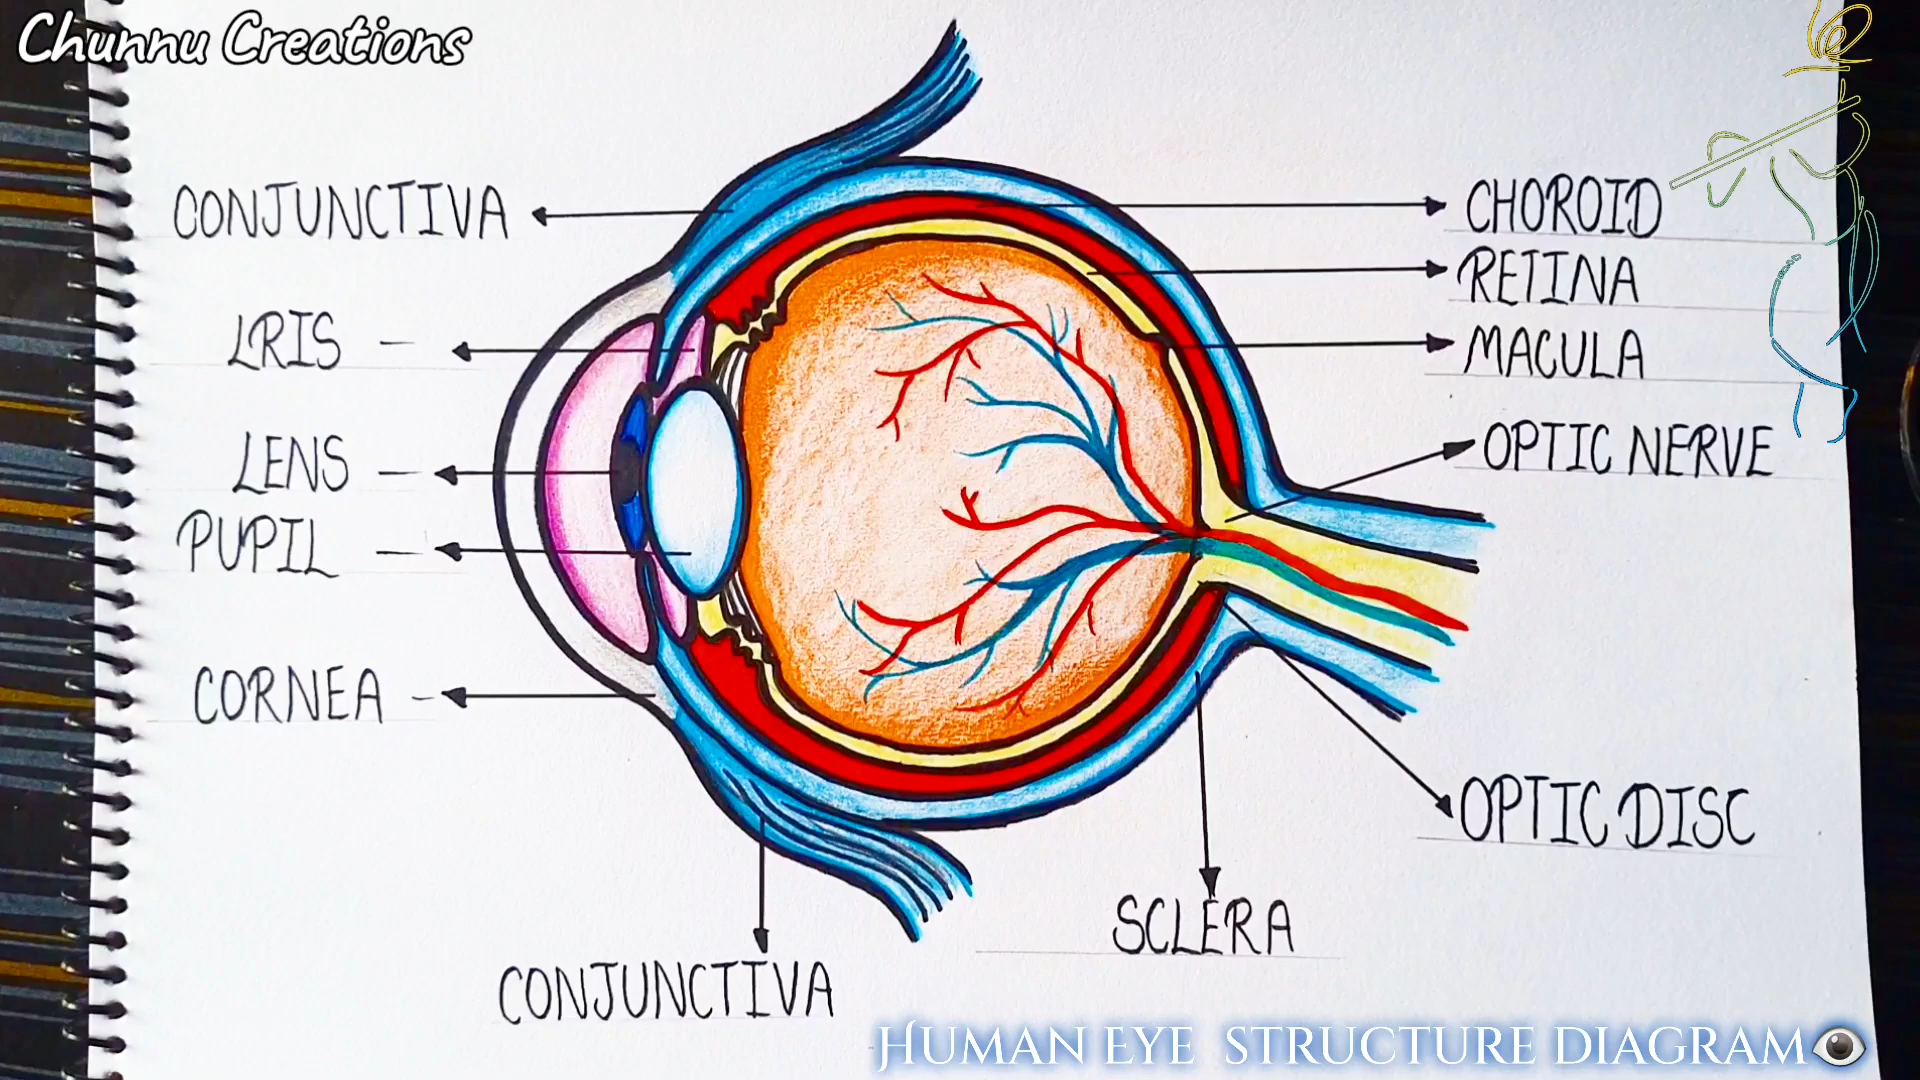 Chunnu Creations
CONJUNCTIVA
LRIS
LENS
PUPIL
CORNEA
CONJUNCTIVA
CHOROID
RETINA
MACULA
OPTIC NERVE
OPTIC DISC
SCLERA
HUMAN EYE STRUCTURE DIAGRAM